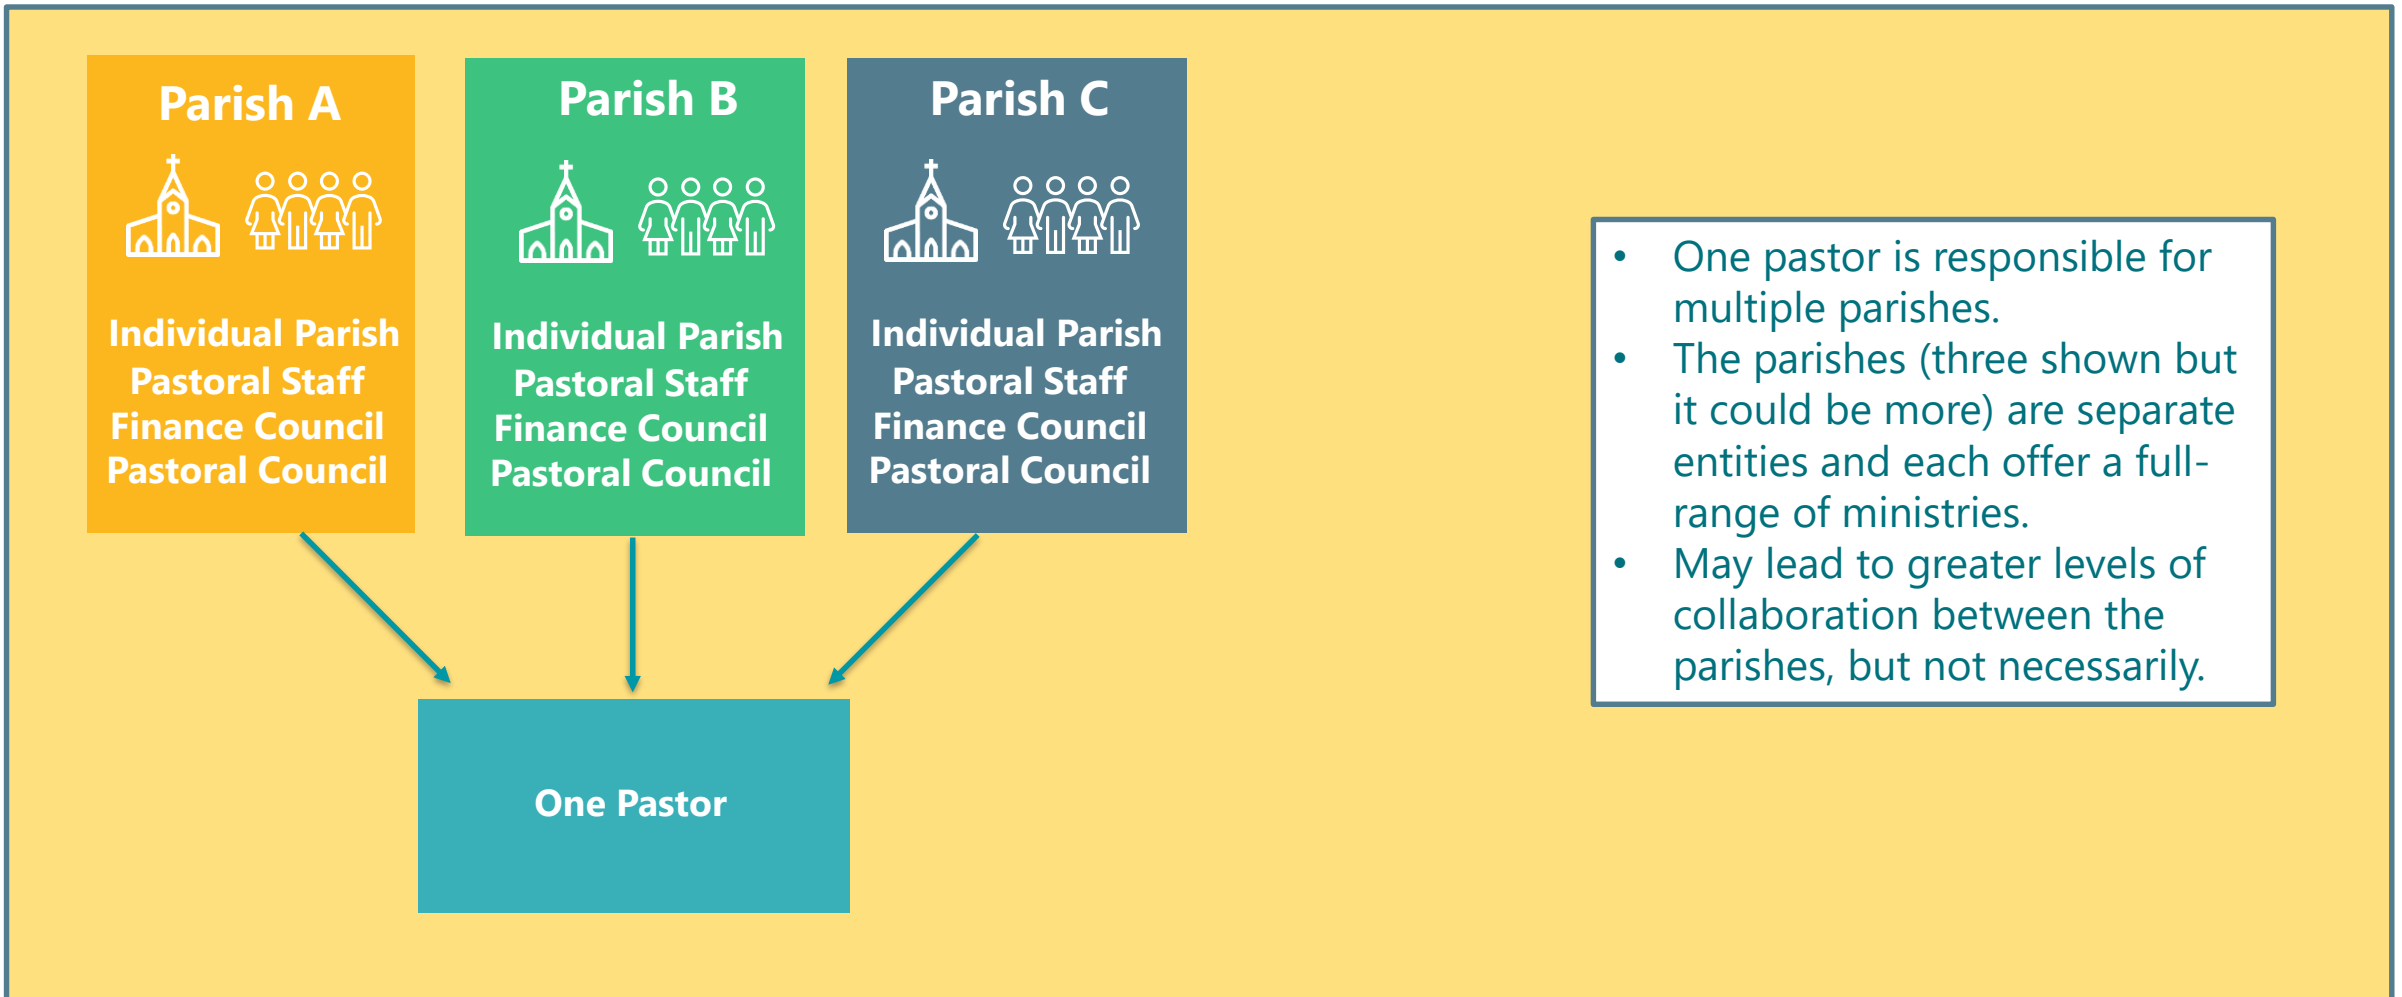 Parish A
Individual Parish
Pastoral Staff
Finance Council
Pastoral Council
Parish B
Individual Parish
Pastoral Staff
Finance Council
Pastoral Council
Parish C
Individual Parish
Pastoral Staff
Finance Council
Pastoral Council
One Pastor
• One pastor is responsible for
multiple parishes.
• The parishes (three shown but
it could be more) are separate
entities and each offer a full-
range of ministries.
• May lead to greater levels of
collaboration between the
parishes, but not necessarily.